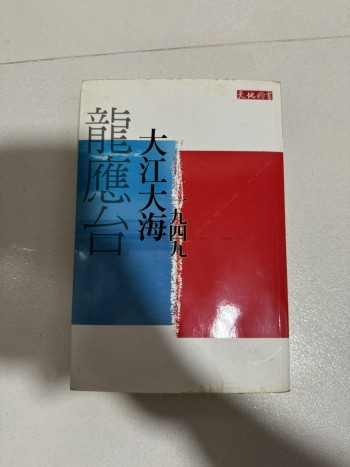 天地圖書
龍應台
大江大海
一九四九